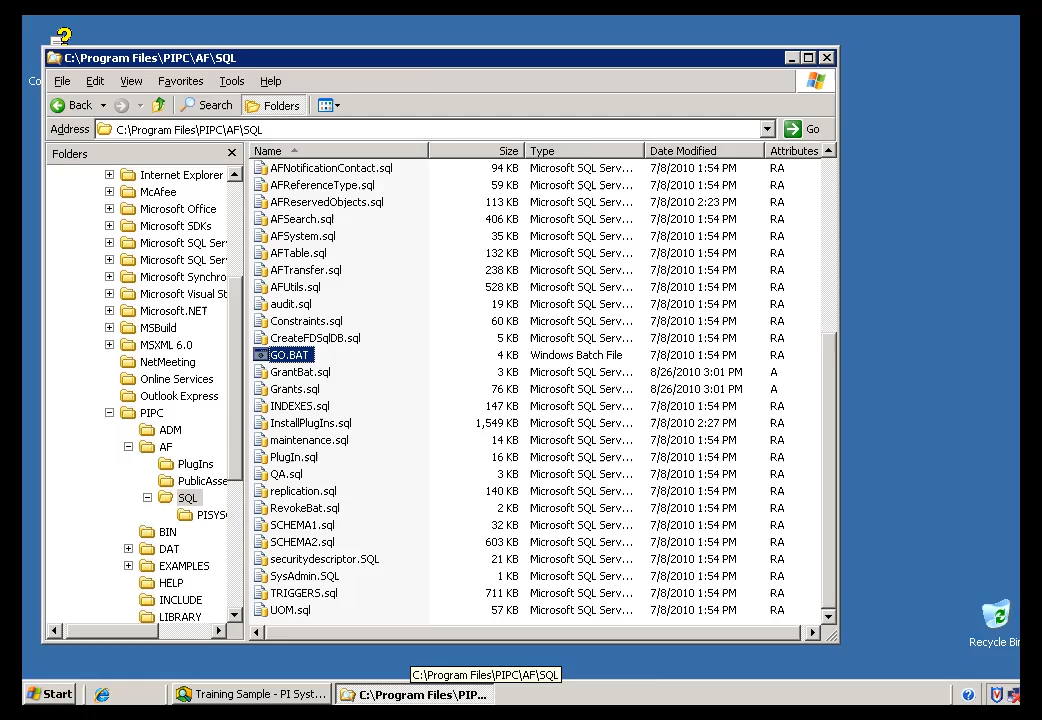 Co
C:\Program Files\PIPC\AF\SQL
File Edit View Favorites Tools Help
Back Search Folders
Address C:\Program Files\PIPC\AF\SQL Go
Folders Name Size Type Date Modified Attributes
Internet Explorer AFNotificationContact.sql 94 KB Microsoft SQL Serv... 7/8/2010 1:54 PM RA
McAfee AFReferenceType.sql 59 KB Microsoft SQL Serv... 7/8/2010 1:54 PM RA
Microsoft Office AFReservedObjects.sql 113 KB Microsoft SQL Serv... 7/8/2010 2:23 PM RA
Microsoft SDKs AFSearch.sql 406 KB Microsoft SQL Serv... 7/8/2010 1:54 PM RA
Microsoft SQL Ser AFSystem.sql 35 KB Microsoft SQL Serv... 7/8/2010 1:54 PM RA
Microsoft SQL Ser AFTable.sql 132 KB Microsoft SQL Serv... 7/8/2010 1:54 PM RA
Microsoft Synchro AFTransfer.sql 238 KB Microsoft SQL Serv... 7/8/2010 1:54 PM RA
Microsoft Visual St AFUtils.sql 528 KB Microsoft SQL Serv... 7/8/2010 1:54 PM RA
Microsoft.NET audit.sql 19 KB Microsoft SQL Serv... 7/8/2010 1:54 PM RA
MSBuild Constraints.sql 60 KB Microsoft SQL Serv... 7/8/2010 1:54 PM RA
MSXML 6.0 CreateFDSqlDB.sql 5 KB Microsoft SQL Serv... 7/8/2010 1:54 PM RA
NetMeeting GO.BAT 4 KB Windows Batch File 7/8/2010 1:54 PM RA
Online Services GrantBat.sql 3 KB Microsoft SQL Serv... 8/26/2010 3:01 PM A
Outlook Express Grants.sql 76 KB Microsoft SQL Serv... 8/26/2010 3:01 PM A
PIPC INDEXES.sql 147 KB Microsoft SQL Serv... 7/8/2010 1:54 PM RA
ADM InstallPlugIns.sql 1,549 KB Microsoft SQL Serv... 7/8/2010 2:27 PM RA
AF maintenance.sql 14 KB Microsoft SQL Serv... 7/8/2010 1:54 PM RA
PlugIns PlugIn.sql 16 KB Microsoft SQL Serv... 7/8/2010 1:54 PM RA
PublicAsse QA.sql 3 KB Microsoft SQL Serv... 7/8/2010 1:54 PM RA
SQL replication.sql 140 KB Microsoft SQL Serv... 7/8/2010 1:54 PM RA
PISYS RevokeBat.sql 2 KB Microsoft SQL Serv... 7/8/2010 1:54 PM RA
BIN SCHEMA1.sql 32 KB Microsoft SQL Serv... 7/8/2010 1:54 PM RA
DAT SCHEMA2.sql 603 KB Microsoft SQL Serv... 7/8/2010 1:54 PM RA
EXAMPLES securitydescriptor.SQL 21 KB Microsoft SQL Serv... 7/8/2010 1:54 PM RA
HELP SysAdmin.SQL 1 KB Microsoft SQL Serv... 7/8/2010 1:54 PM RA
INCLUDE TRIGGERS.sql 711 KB Microsoft SQL Serv... 7/8/2010 1:54 PM RA
LIBRARY UOM.sql 57 KB Microsoft SQL Serv... 7/8/2010 1:54 PM RA
Recycle Bin
C:\Program Files\PIPC\AF\SQL
Start Training Sample - PI Syst... C:\Program Files\PIP...